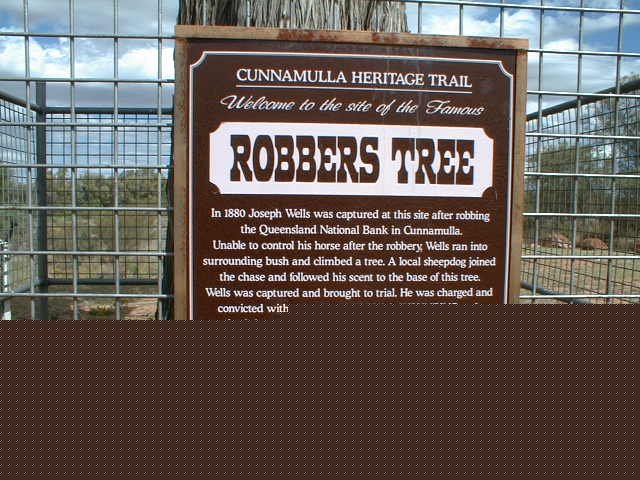 CUNNAMULLA HERITAGE TRAIL
Welcome to the site of the Famous
ROBBERS TREE
In 1880 Joseph Wells was captured at this site after robbing
the Queensland National Bank in Cunnamulla.
Unable to control his horse after the robbery, Wells ran into
surrounding bush and climbed a tree. A local sheepdog joined
the chase and followed his scent to the base of this tree.
Wells was captured and brought to trial. He was charged and
convicted with